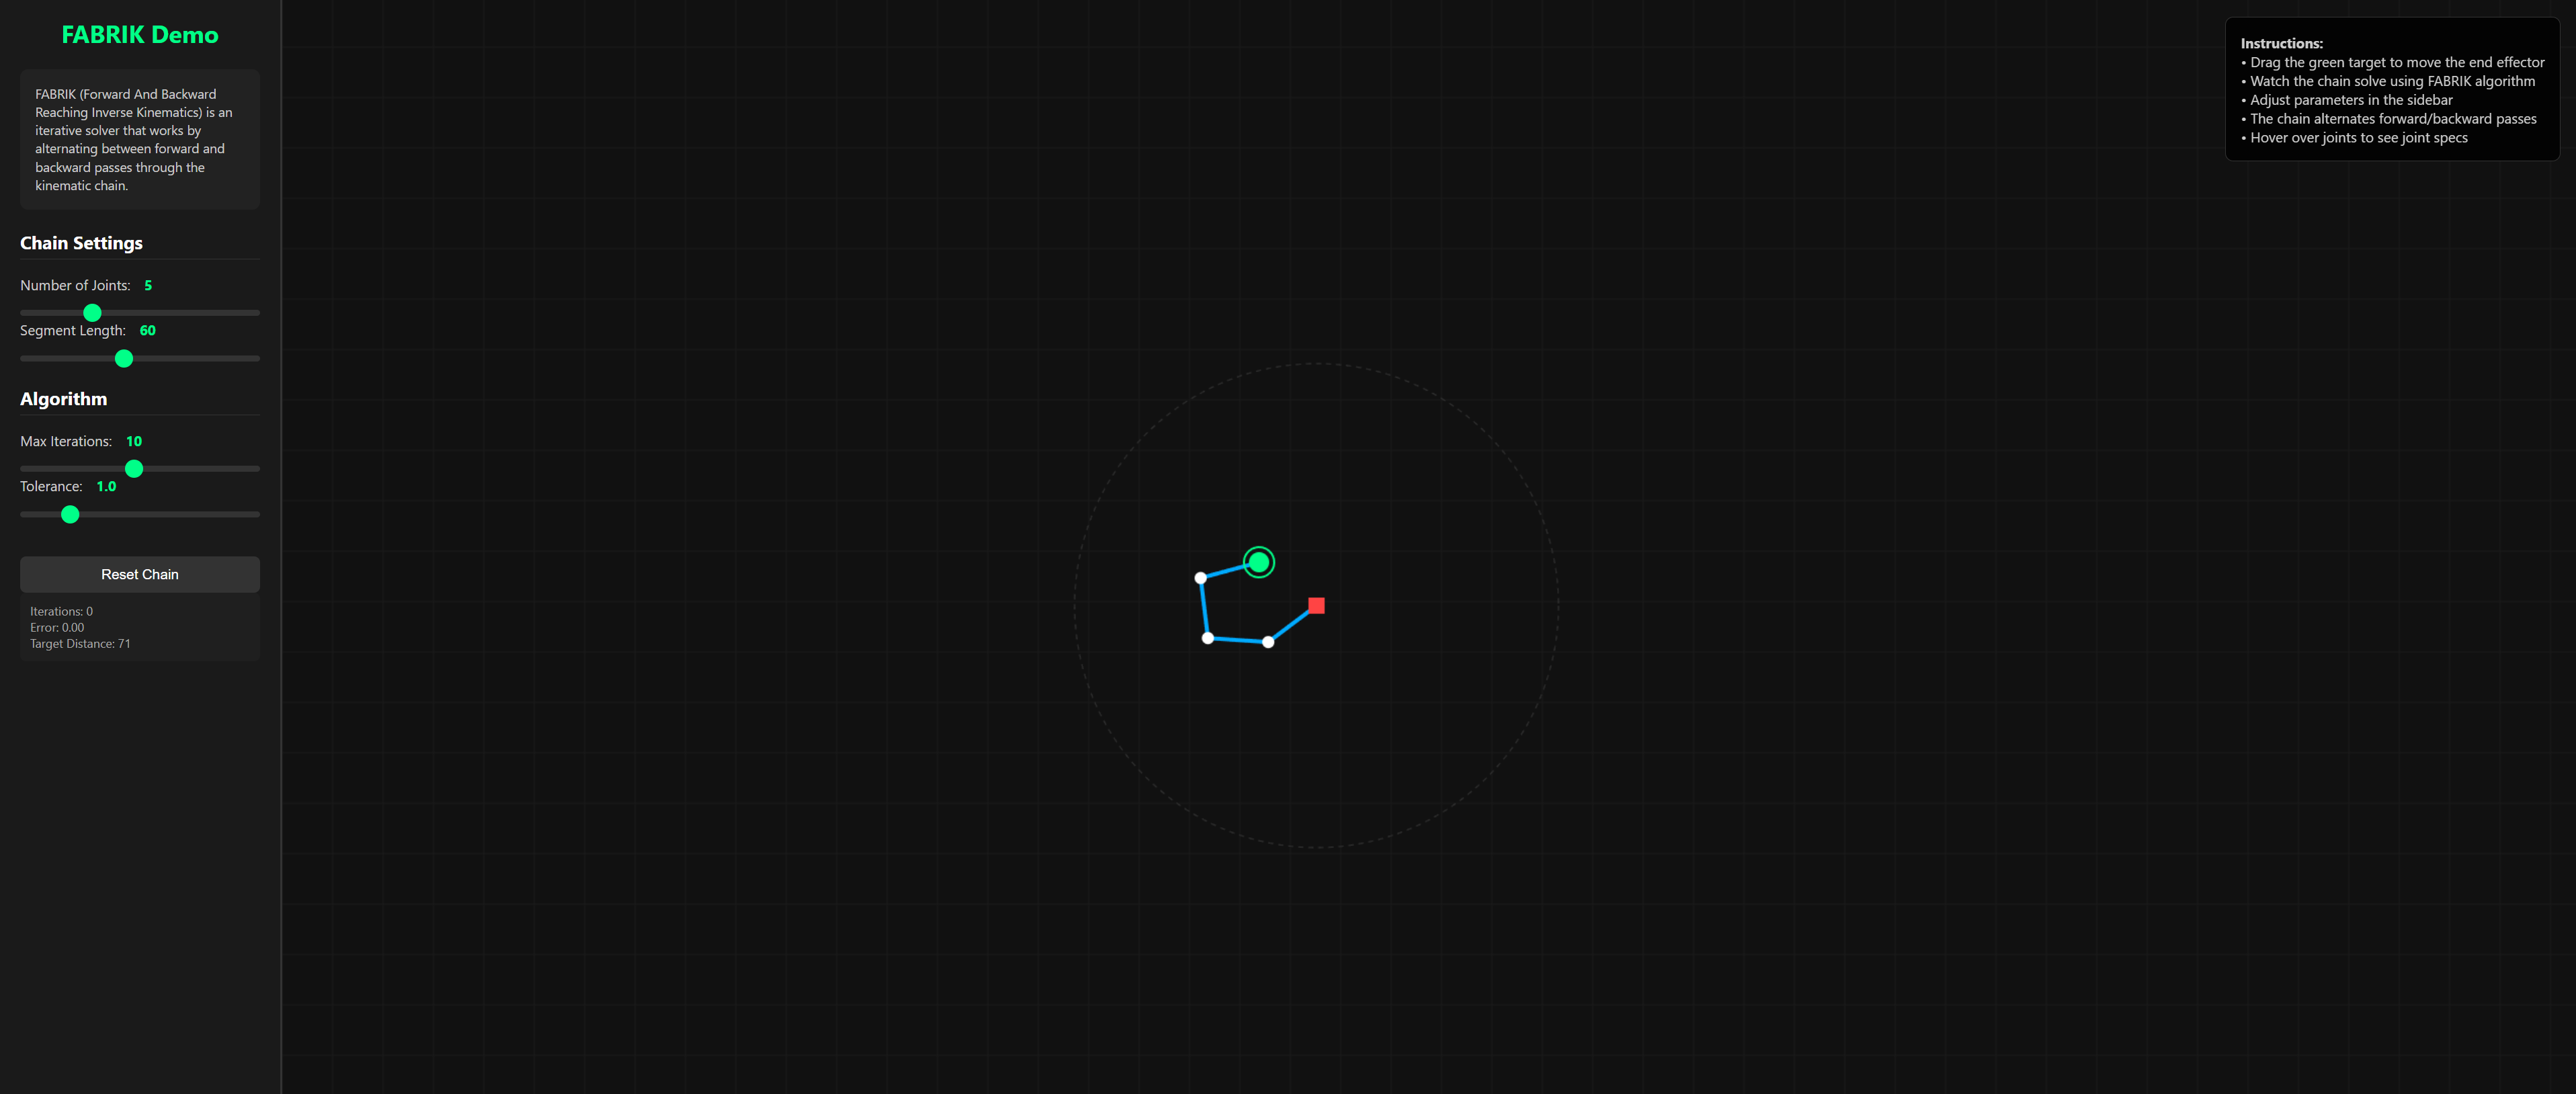 FABRIK Demo
FABRIK (Forward And Backward
Reaching Inverse Kinematics) is an
iterative solver that works by
alternating between forward and
backward passes through the
kinematic chain.
Chain Settings
Number of Joints: 5
Segment Length: 60
Algorithm
Max Iterations: 10
Tolerance: 1.0
Reset Chain
Iterations: 0
Error: 0.00
Target Distance: 71
Instructions:
• Drag the green target to move the end effector
• Watch the chain solve using FABRIK algorithm
• Adjust parameters in the sidebar
• The chain alternates forward/backward passes
• Hover over joints to see joint specs